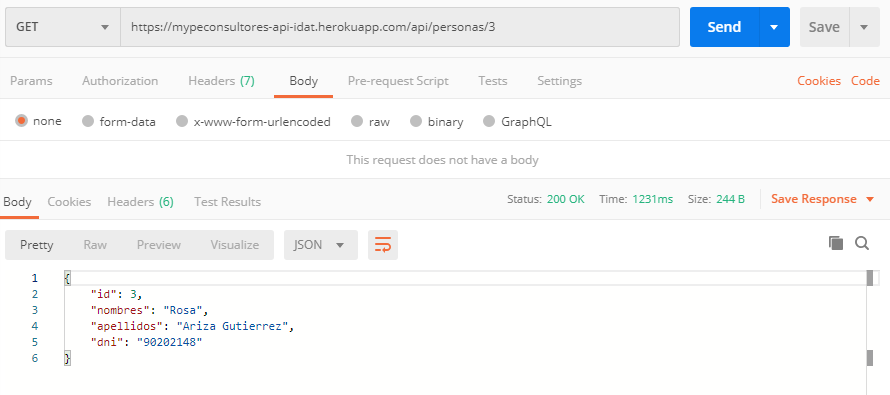 GET https://mypeconsultores-api-idat.herokuapp.com/api/personas/3 Send Save
Params Authorization Headers (7) Body Pre-request Script Tests Settings Cookies Code
none form-data x-www-form-urlencoded raw binary GraphQL
This request does not have a body
Body Cookies Headers (6) Test Results Status: 200 OK Time: 1231ms Size: 244 B Save Response
Pretty Raw Preview Visualize JSON
1 {
2 "id": 3,
3 "nombres": "Rosa",
4 "apellidos": "Ariza Gutierrez",
5 "dni": "90202148"
6 }